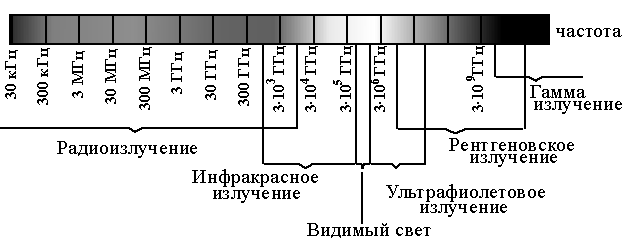 частота
30 кГц
300 кГц
3 МГц
30 МГц
300 МГц
3 ГГц
30 ГГц
300 ГГц
3·10³ ГГц
3·10⁴ ГГц
3·10⁵ ГГц
3·10⁶ ГГц
3·10⁹ ГГц
Гамма
излучение
Радиоизлучение
Рентгеновское
излучение
Инфракрасное
излучение
Ультрафиолетовое
излучение
Видимый свет